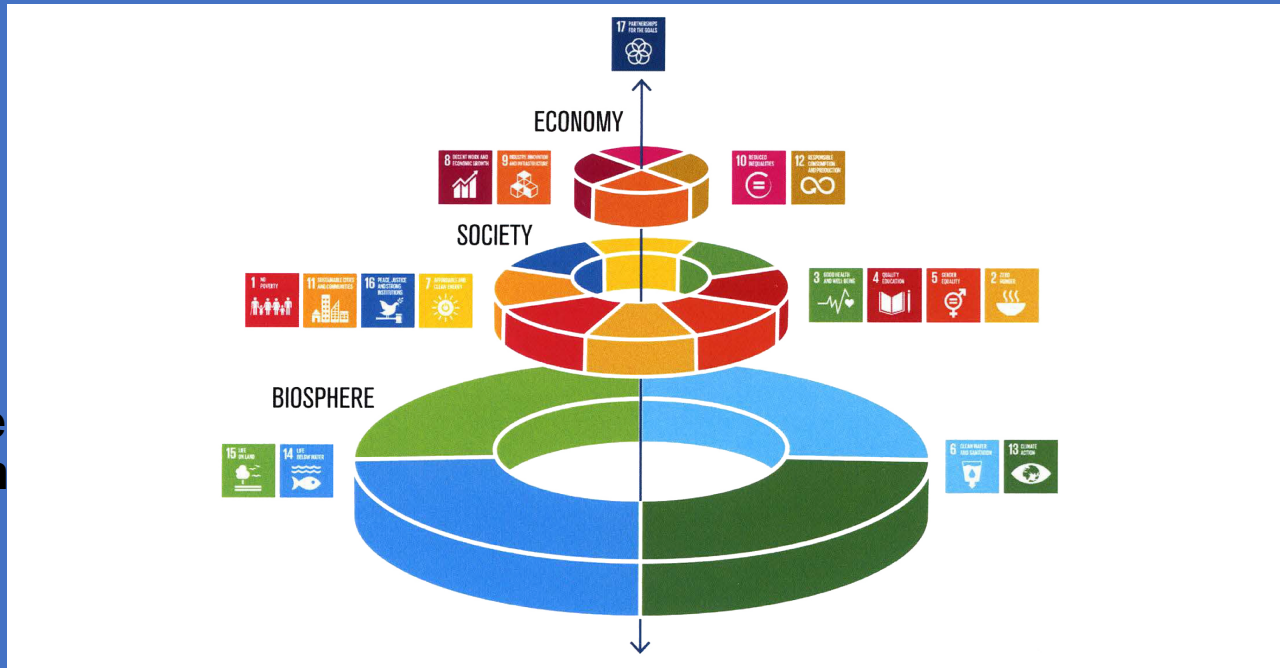 17 PARTNERSHIPS
FOR THE GOALS
ECONOMY
8 DECENT WORK AND
ECONOMIC GROWTH
9 INDUSTRY, INNOVATION
AND INFRASTRUCTURE
10 REDUCED
INEQUALITIES
12 RESPONSIBLE
CONSUMPTION
AND PRODUCTION
SOCIETY
1 NO
POVERTY
11 SUSTAINABLE CITIES
AND COMMUNITIES
16 PEACE, JUSTICE
AND STRONG
INSTITUTIONS
7 AFFORDABLE AND
CLEAN ENERGY
3 GOOD HEALTH
AND WELL-BEING
4 QUALITY
EDUCATION
5 GENDER
EQUALITY
2 ZERO
HUNGER
BIOSPHERE
15 LIFE
ON LAND
14 LIFE
BELOW WATER
6 CLEAN WATER
AND SANITATION
13 CLIMATE
ACTION